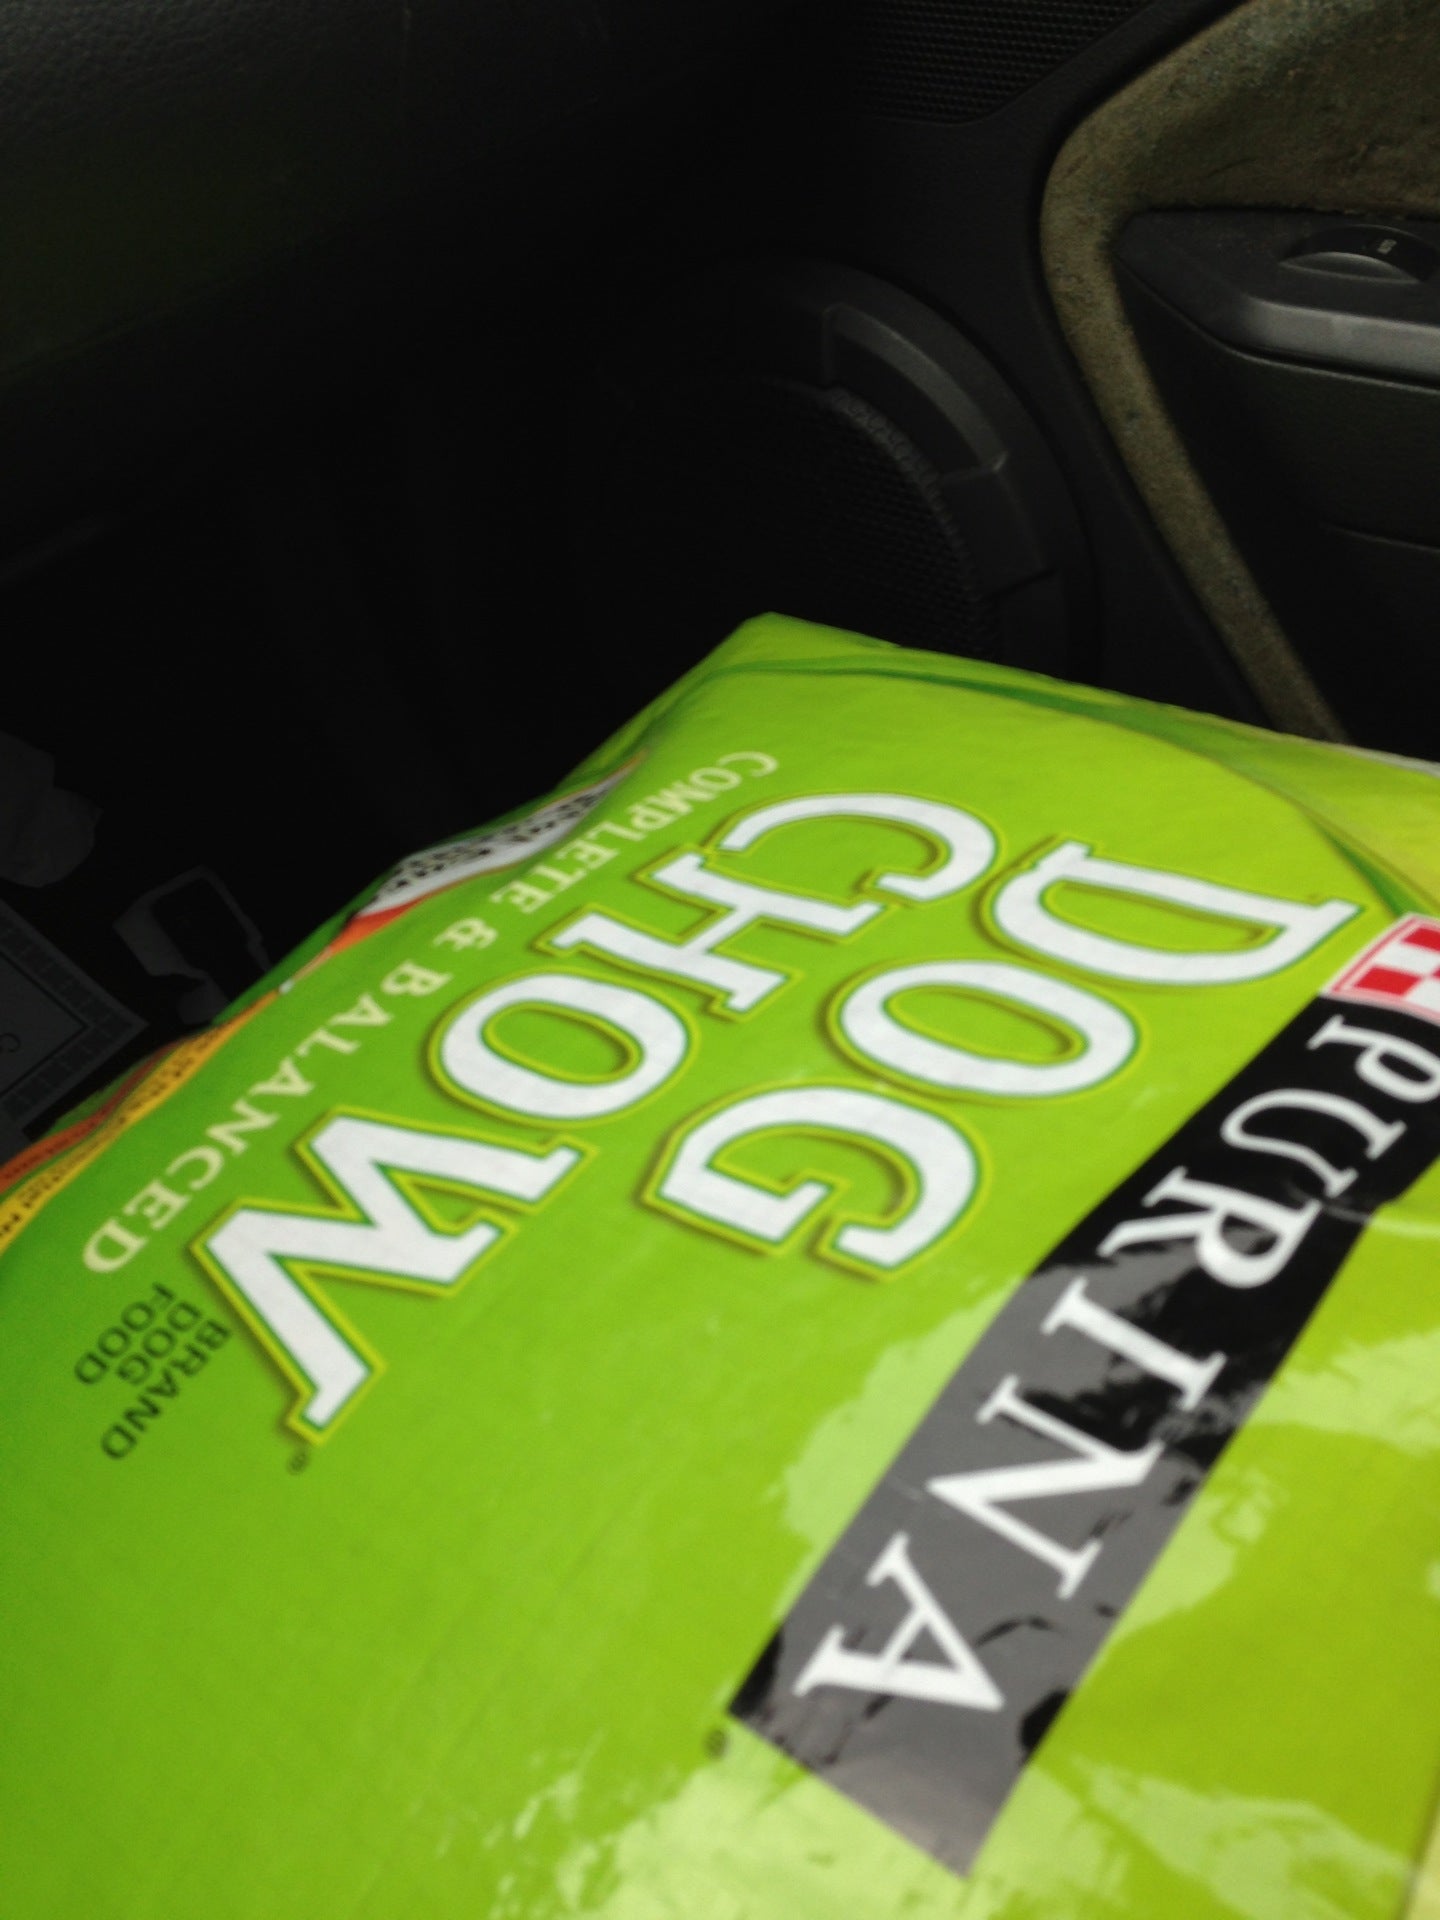 PURINA
DOG
CHOW
COMPLETE & BALANCED
BRAND
DOG
FOOD